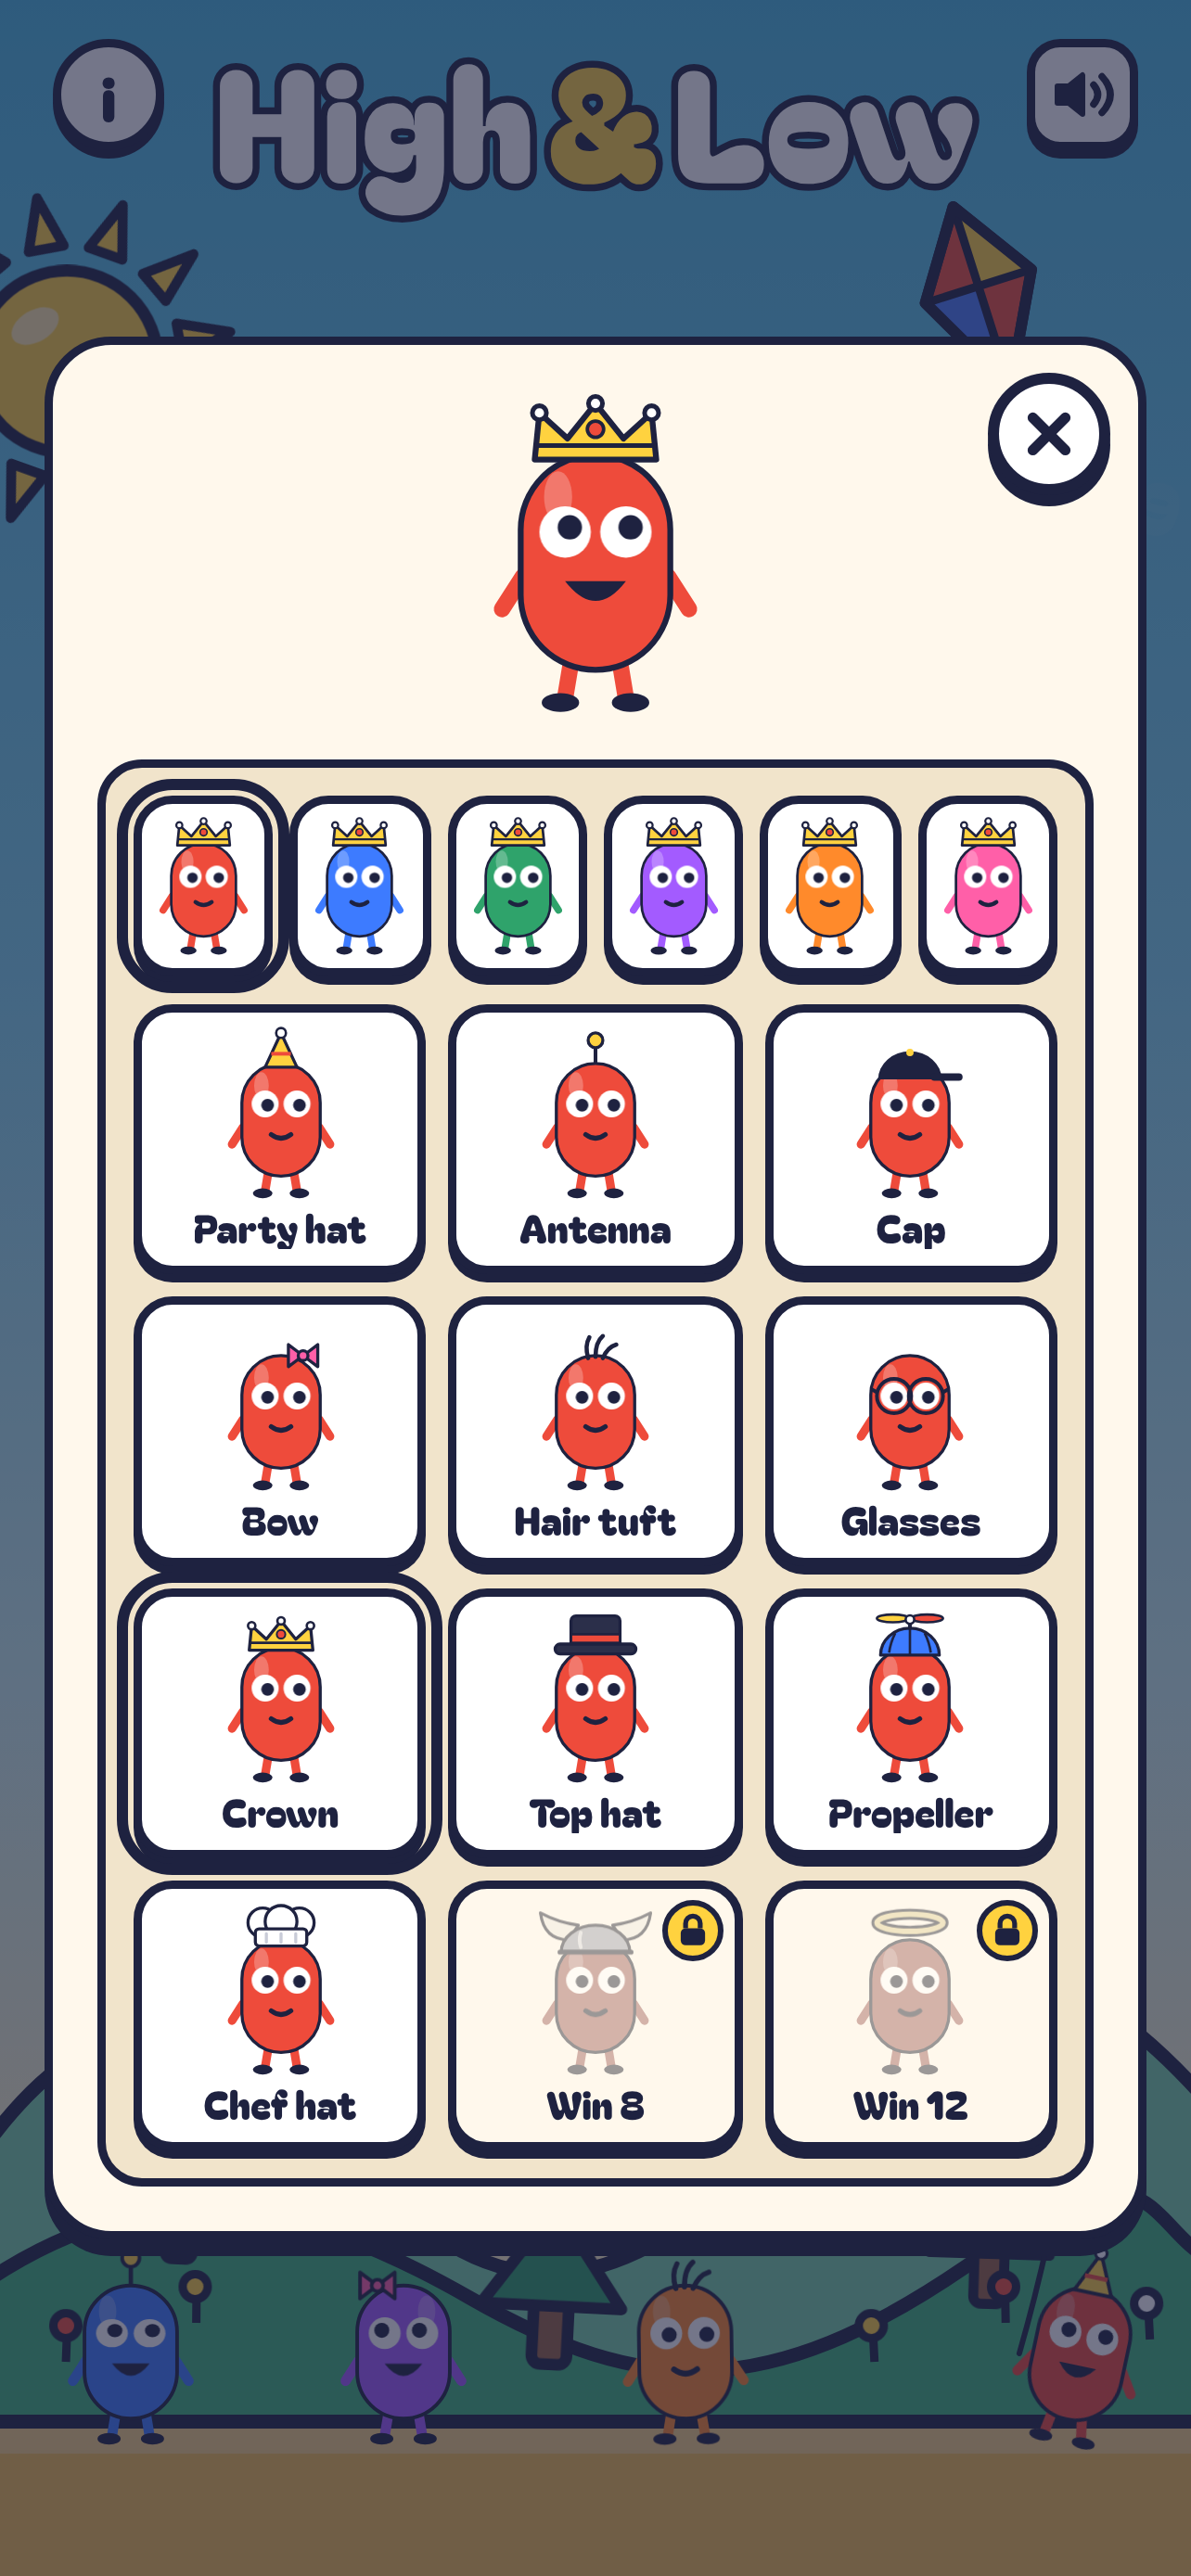 i
High & Low
Party hat
Antenna
Cap
Bow
Hair tuft
Glasses
Crown
Top hat
Propeller
Chef hat
Win 8
Win 12